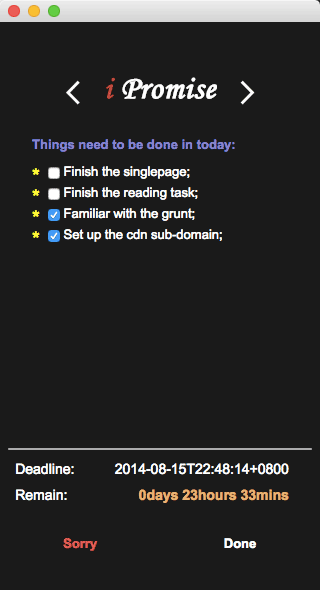 i Promise
Things need to be done in today:
* Finish the singlepage;
* Finish the reading task;
* Familiar with the grunt;
* Set up the cdn sub-domain;
Deadline: 2014-08-15T22:48:14+0800
Remain: 0days 23hours 33mins
Sorry Done